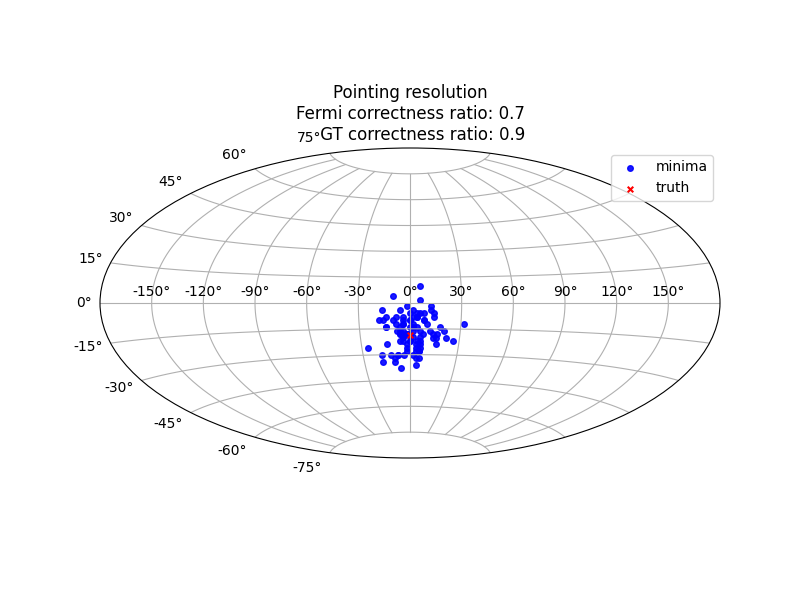 Pointing resolution
Fermi correctness ratio: 0.7
GT correctness ratio: 0.9
75°
60°
45°
30°
15°
0°
-15°
-30°
-45°
-60°
-75°
-150° -120° -90° -60° -30° 0° 30° 60° 90° 120° 150°
minima
truth